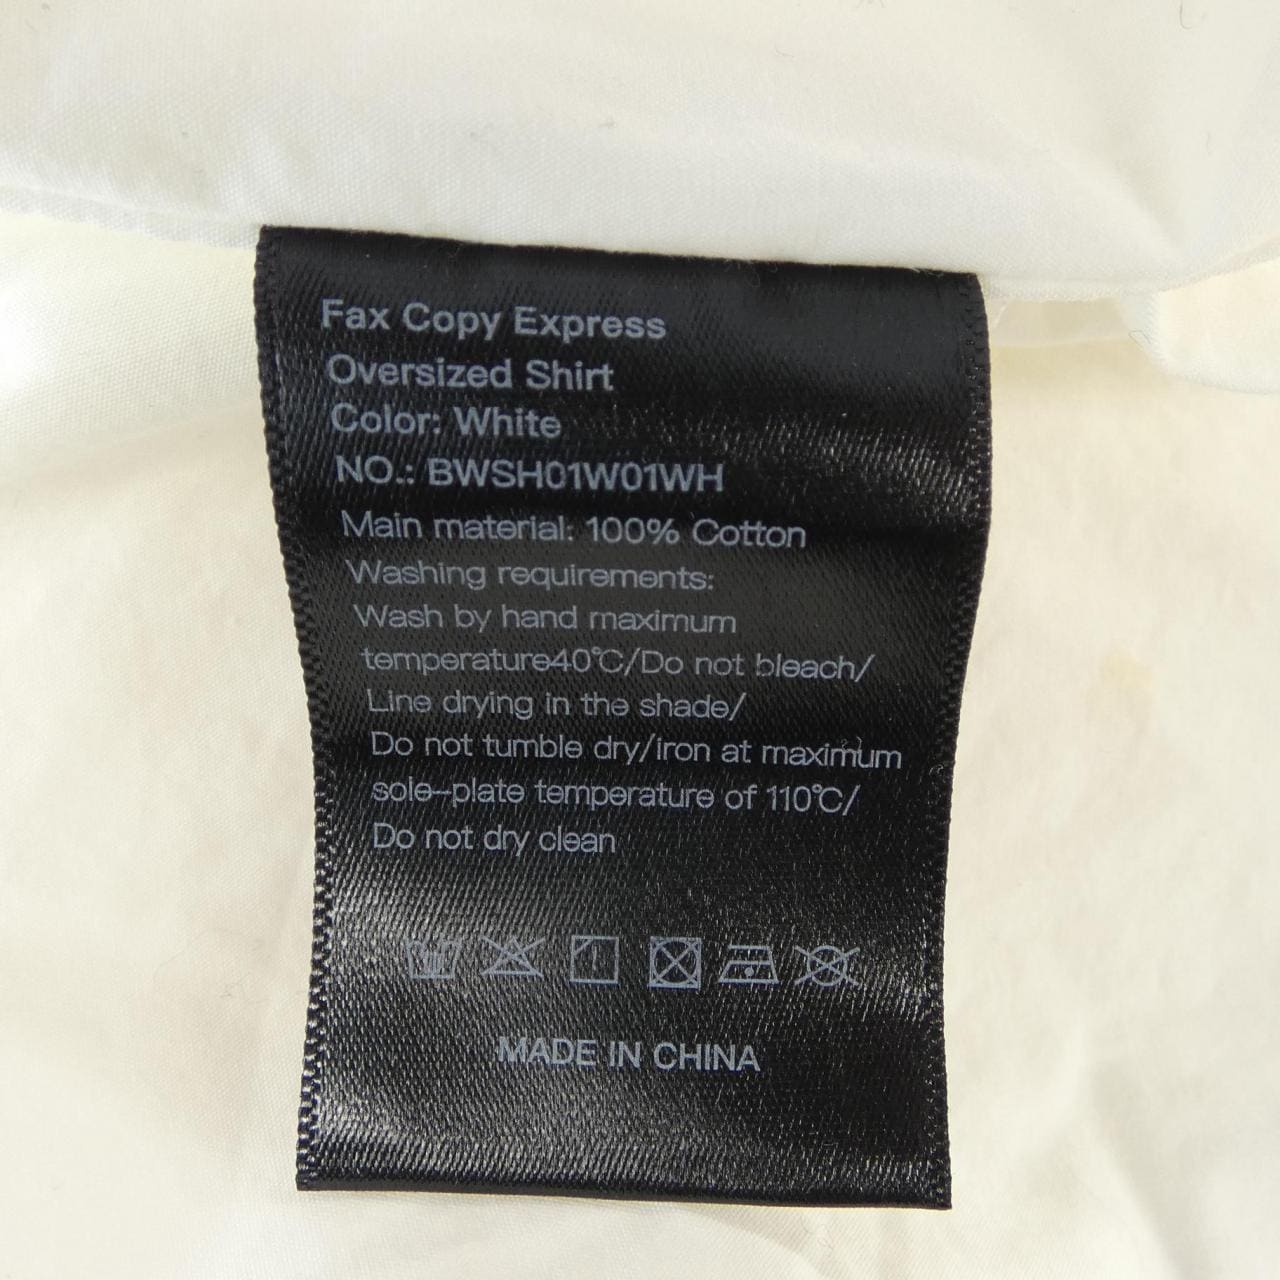 Fax Copy Express
Oversized Shirt
Color: White
NO.: BWSH01W01WH
Main material: 100% Cotton
Washing requirements:
Wash by hand maximum
temperature40℃/Do not bleach/
Line drying in the shade/
Do not tumble dry/iron at maximum
sole-plate temperature of 110℃/
Do not dry clean
MADE IN CHINA